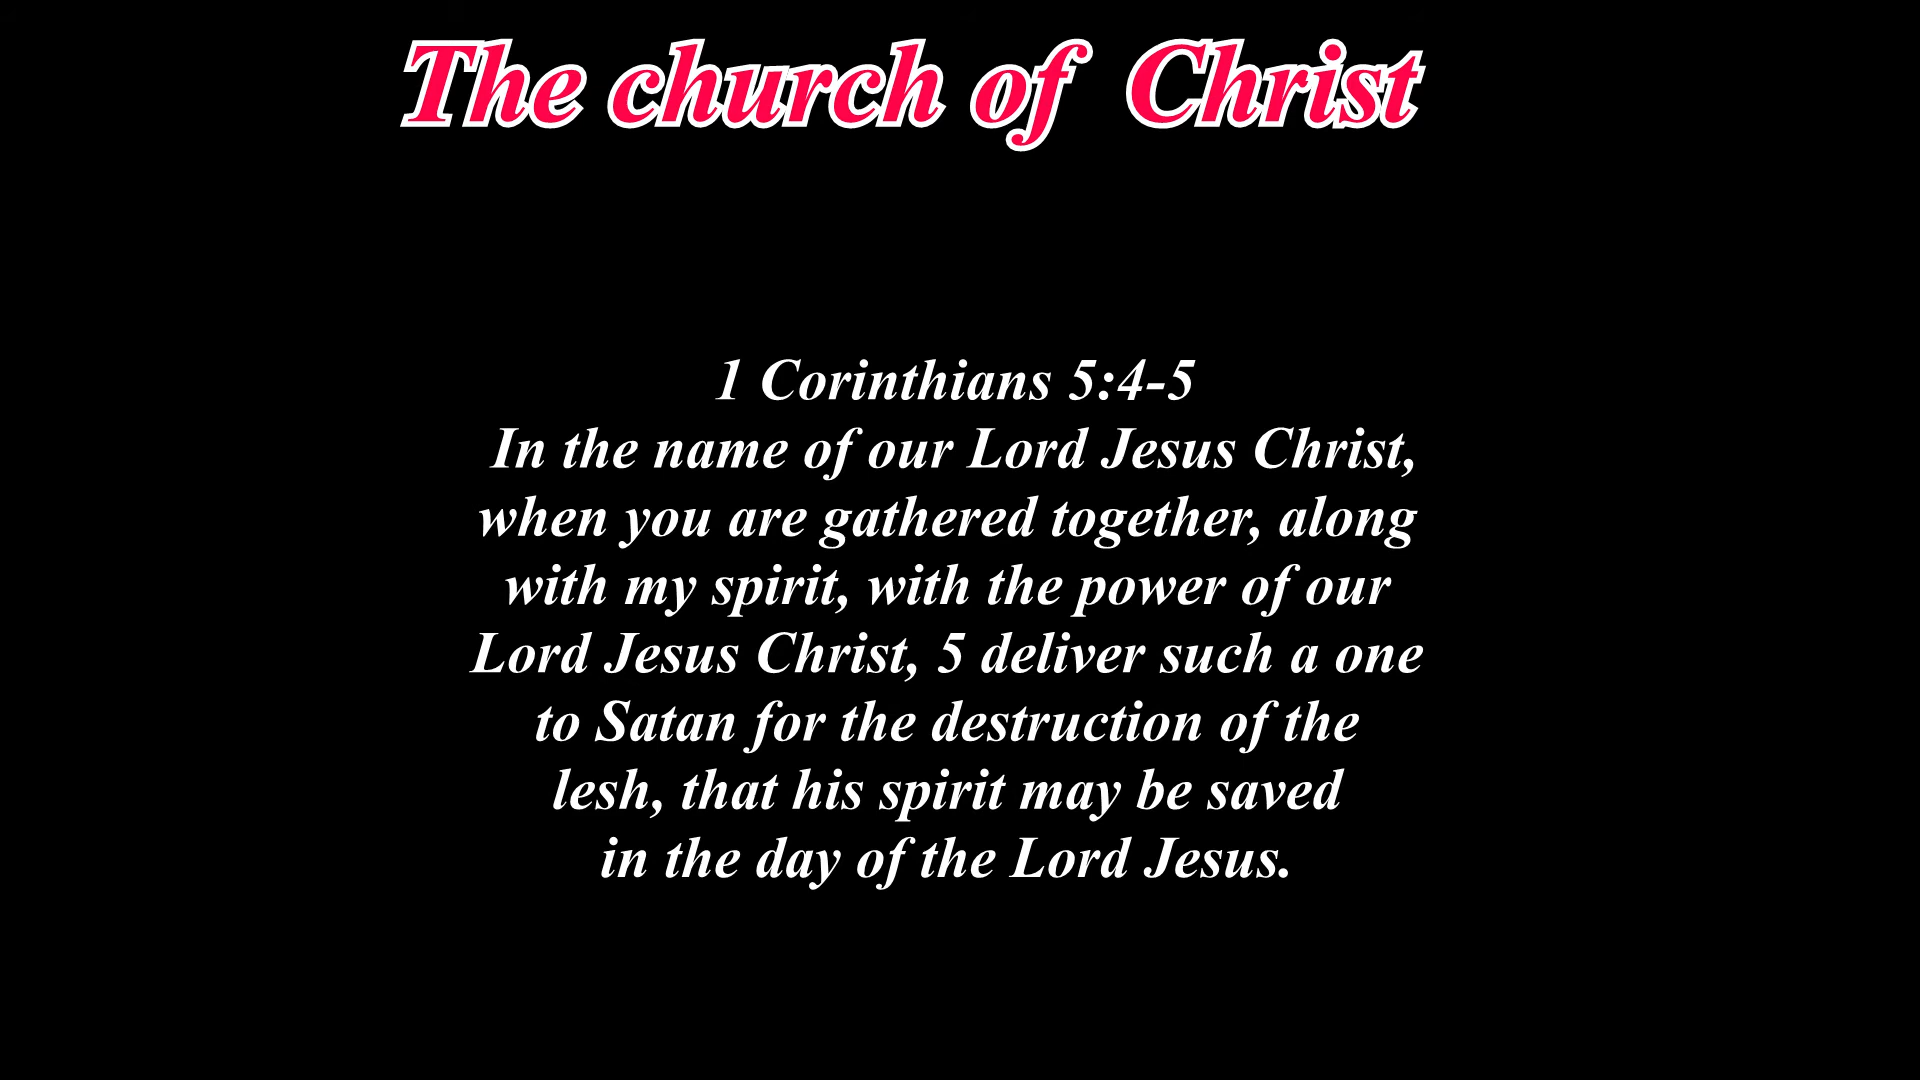 The church of Christ
1 Corinthians 5:4-5
In the name of our Lord Jesus Christ,
when you are gathered together, along
with my spirit, with the power of our
Lord Jesus Christ, 5 deliver such a one
to Satan for the destruction of the
lesh, that his spirit may be saved
in the day of the Lord Jesus.